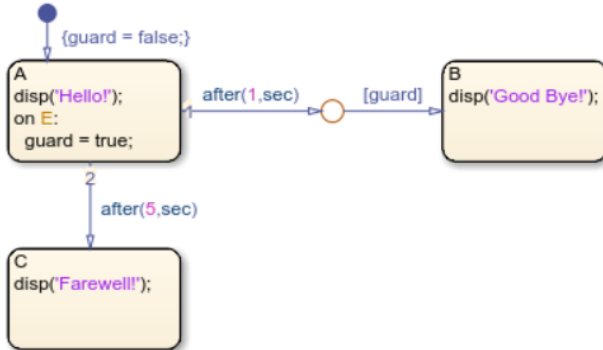 {guard = false;}
A
disp('Hello!');
on E:
guard = true;
1
after(1,sec)
[guard]
B
disp('Good Bye!');
2
after(5,sec)
C
disp('Farewell!');